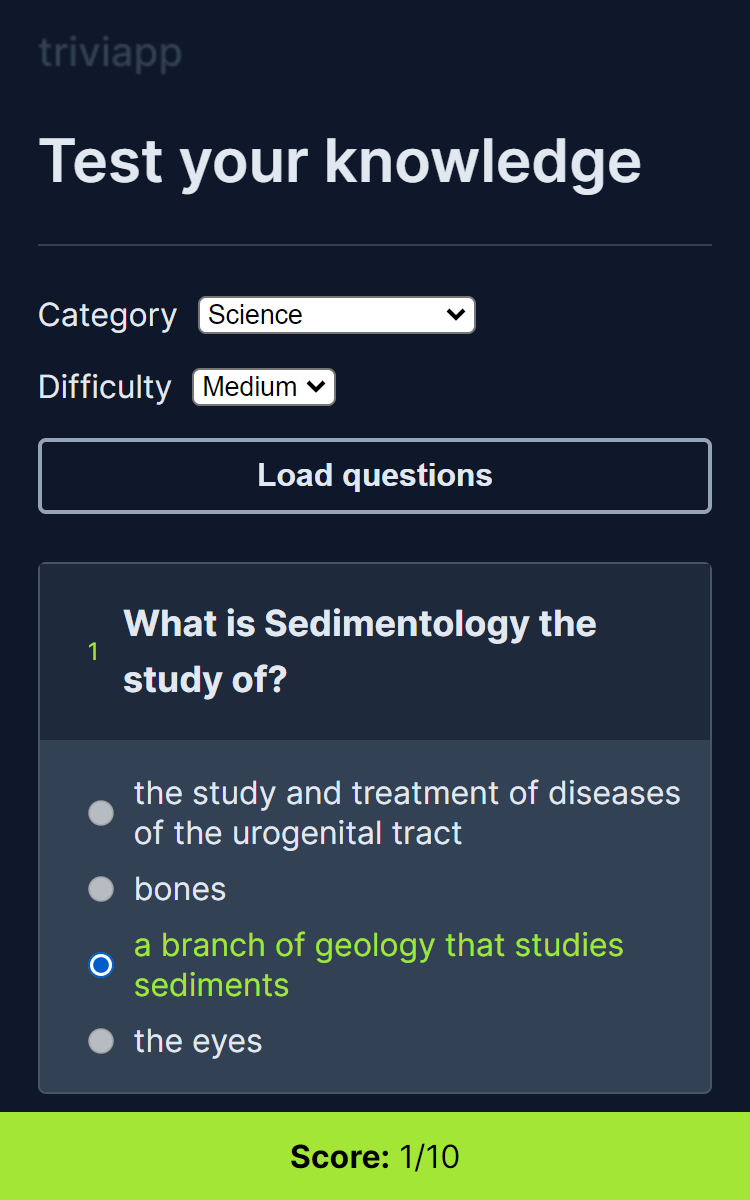 triviapp
Test your knowledge
Category Science
Difficulty Medium
Load questions
1
What is Sedimentology the
study of?
the study and treatment of diseases
of the urogenital tract
bones
a branch of geology that studies
sediments
the eyes
Score: 1/10